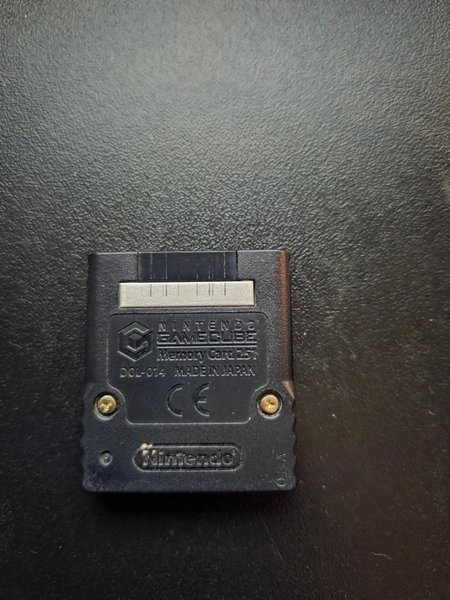 NINTENDO
GAMECUBE
Memory Card 251
DOL-014 MADE IN JAPAN
CE
Nintendo